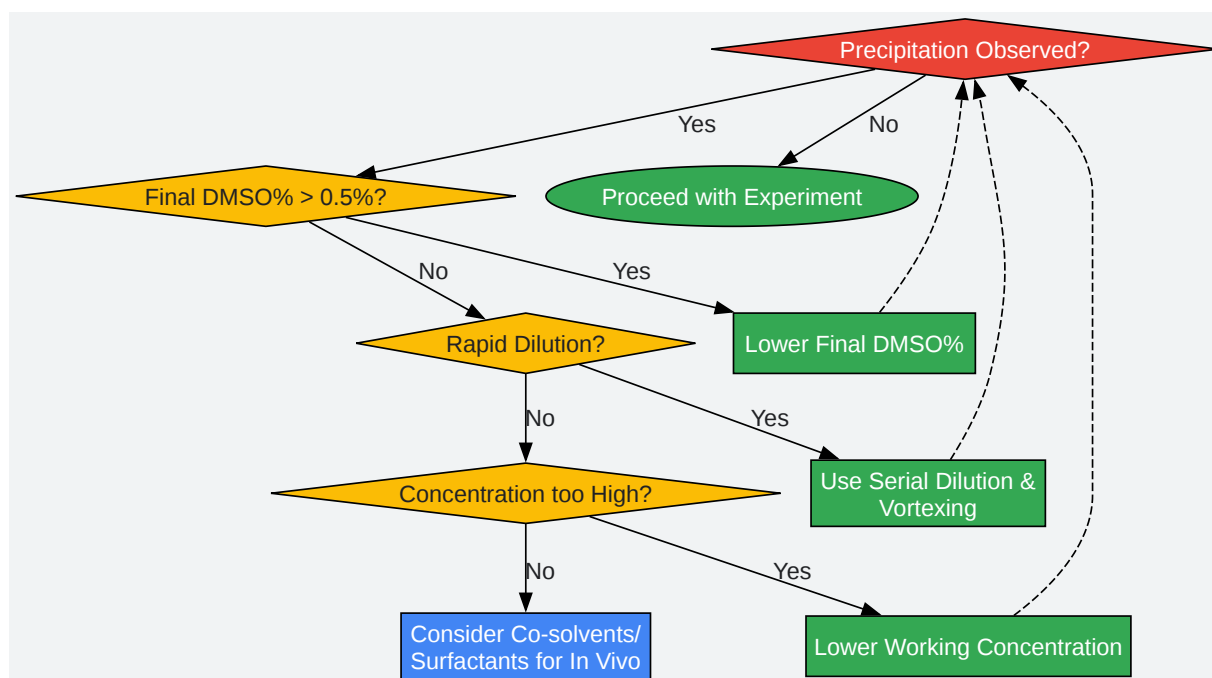 Precipitation Observed?
Yes
No
Final DMSO% > 0.5%?
Proceed with Experiment
No
Yes
Rapid Dilution?
Lower Final DMSO%
No
Yes
Concentration too High?
Use Serial Dilution &
Vortexing
No
Yes
Consider Co-solvents/
Surfactants for In Vivo
Lower Working Concentration